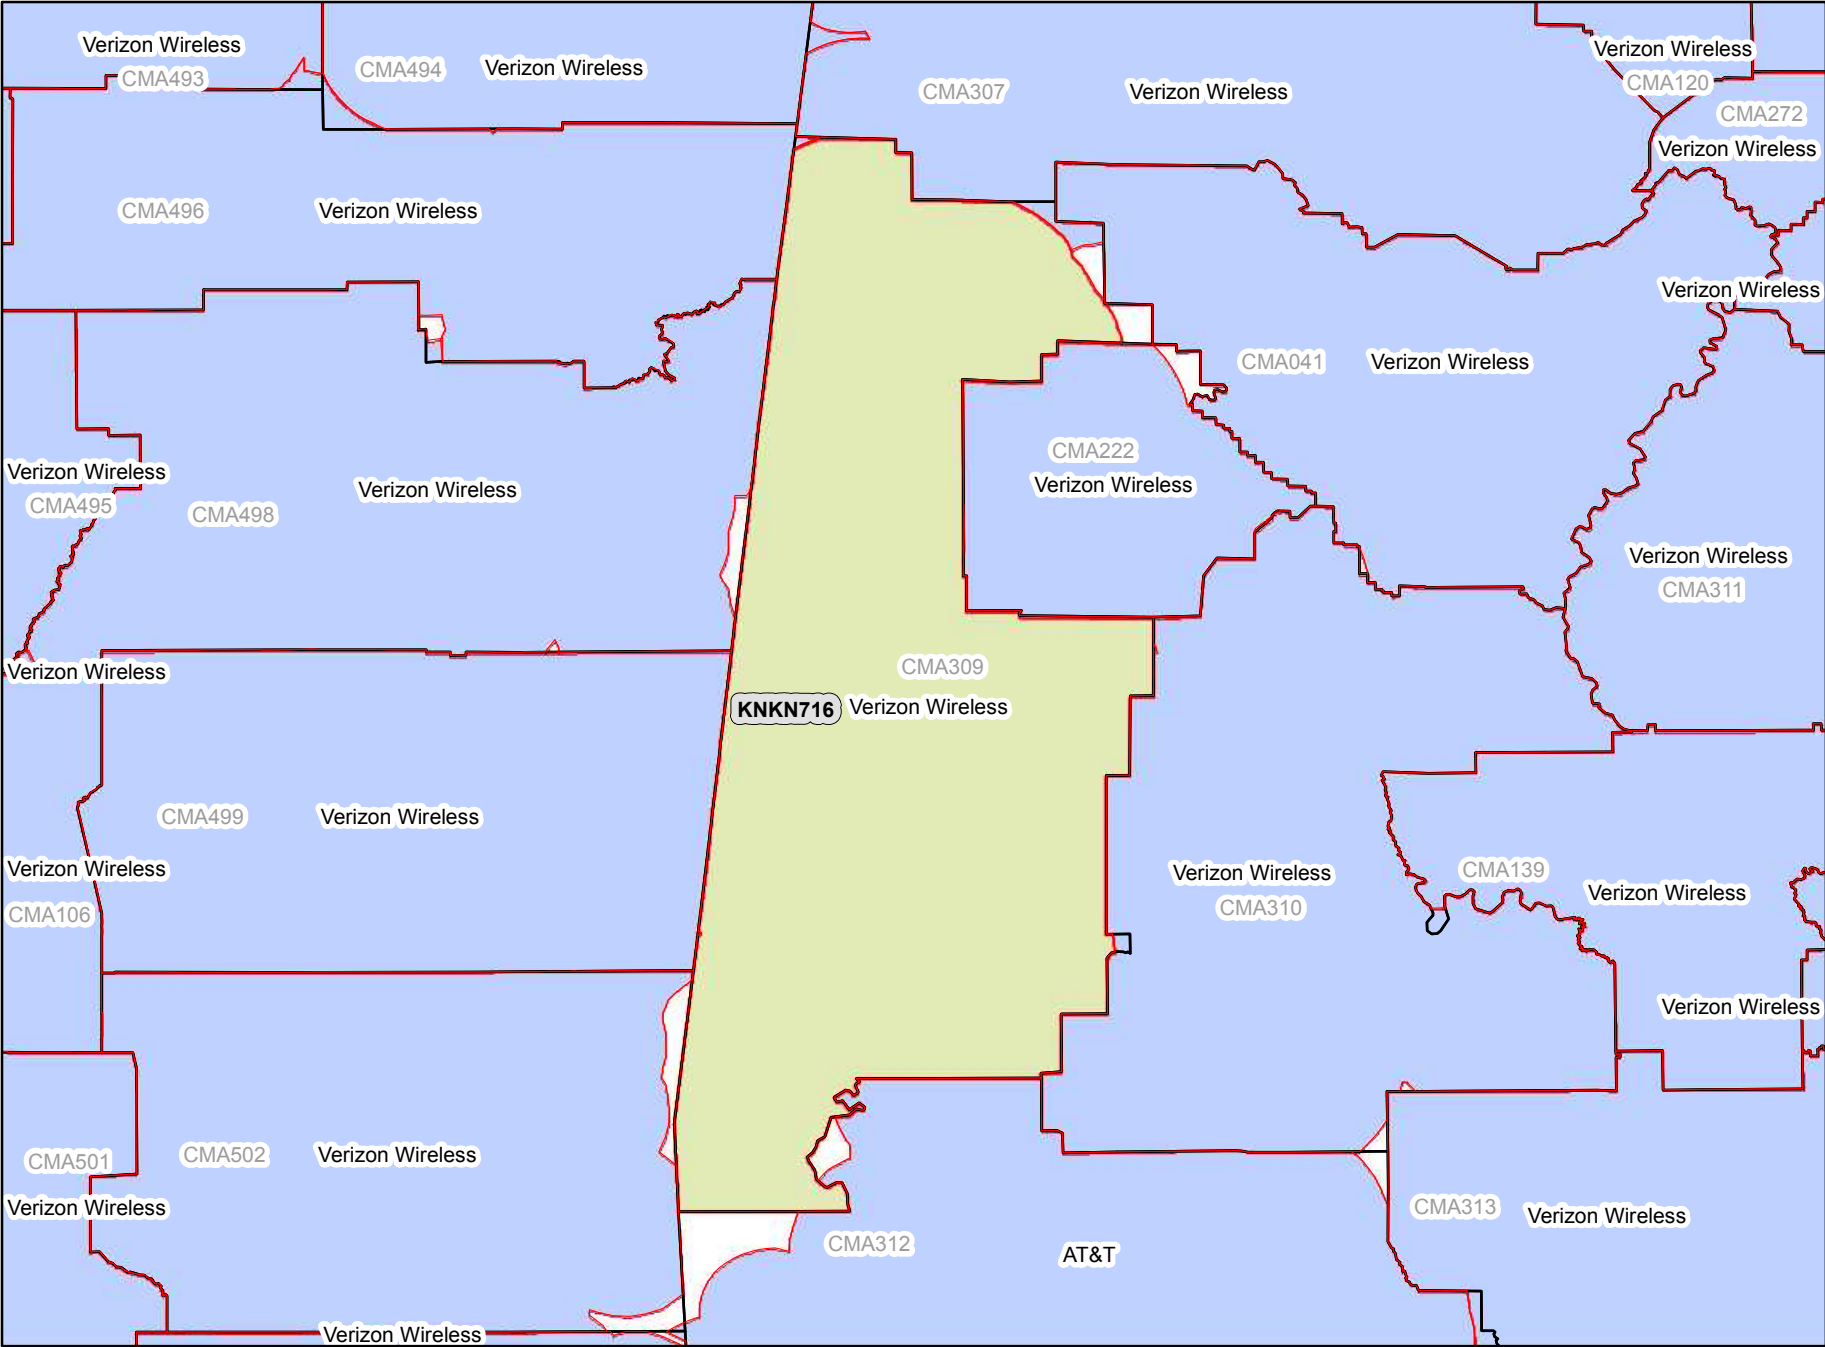 Verizon Wireless
CMA493
CMA494
Verizon Wireless
CMA307
Verizon Wireless
Verizon Wireless
CMA120
CMA272
Verizon Wireless
CMA496
Verizon Wireless
Verizon Wireless
CMA041
Verizon Wireless
CMA222
Verizon Wireless
Verizon Wireless
CMA495
CMA498
Verizon Wireless
Verizon Wireless
CMA311
Verizon Wireless
CMA309
KNKN716
Verizon Wireless
CMA499
Verizon Wireless
Verizon Wireless
CMA106
Verizon Wireless
CMA310
CMA139
Verizon Wireless
Verizon Wireless
CMA501
Verizon Wireless
CMA502
Verizon Wireless
CMA312
AT&T
CMA313
Verizon Wireless
Verizon Wireless